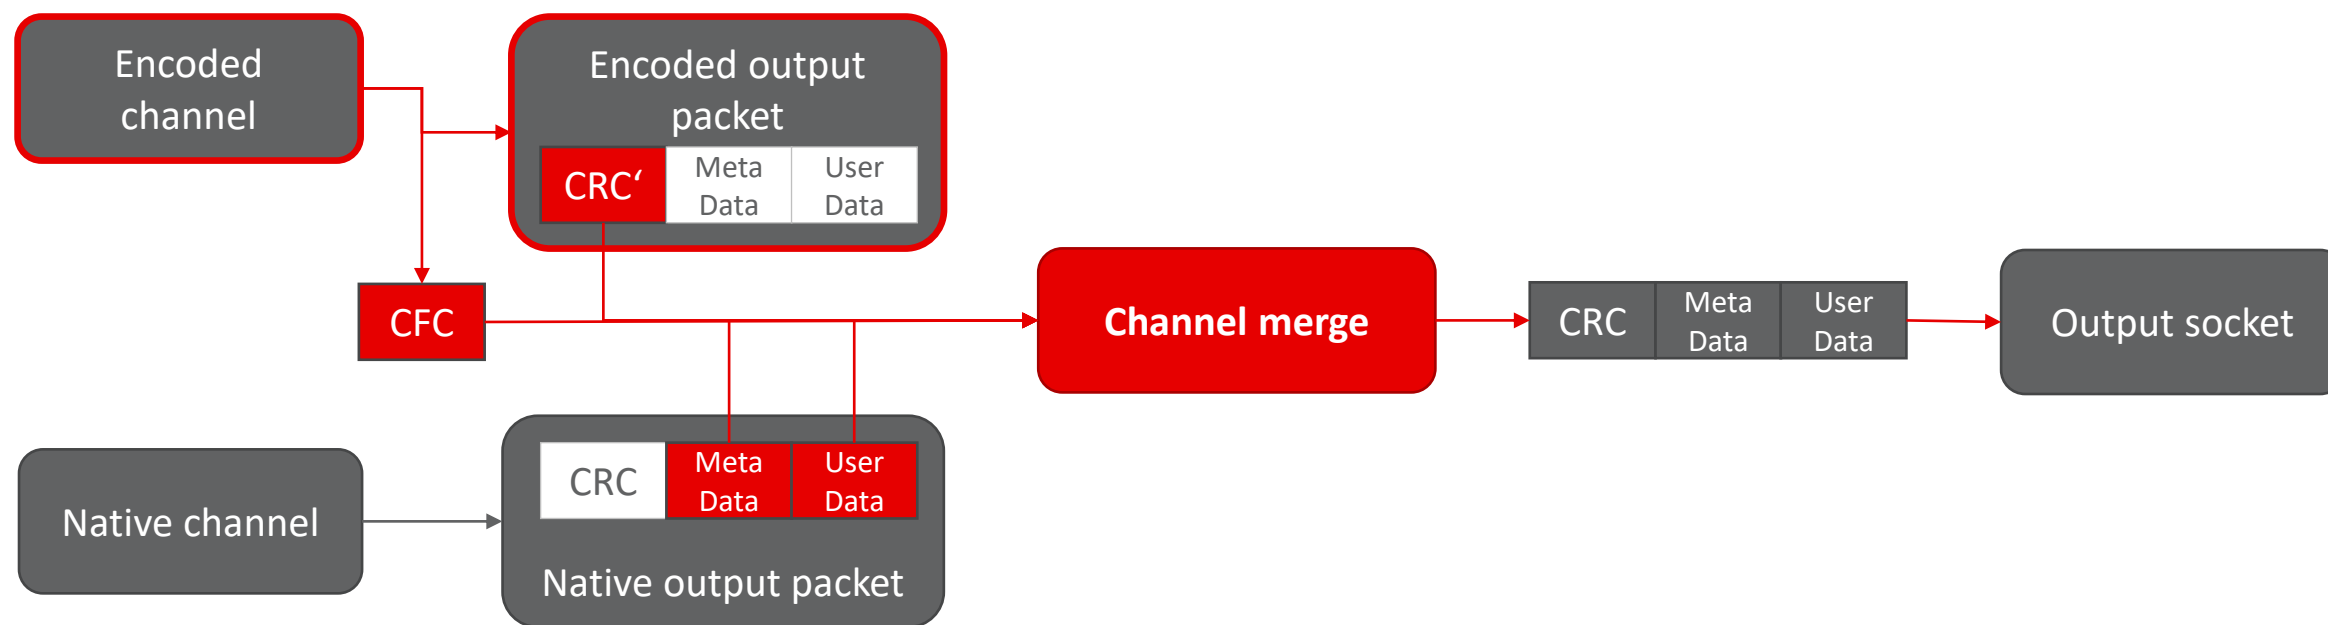 Encoded
channel
Encoded output
packet
CRC‘
Meta
Data
User
Data
CFC
Channel merge
CRC
Meta
Data
User
Data
Output socket
Native channel
CRC
Meta
Data
User
Data
Native output packet